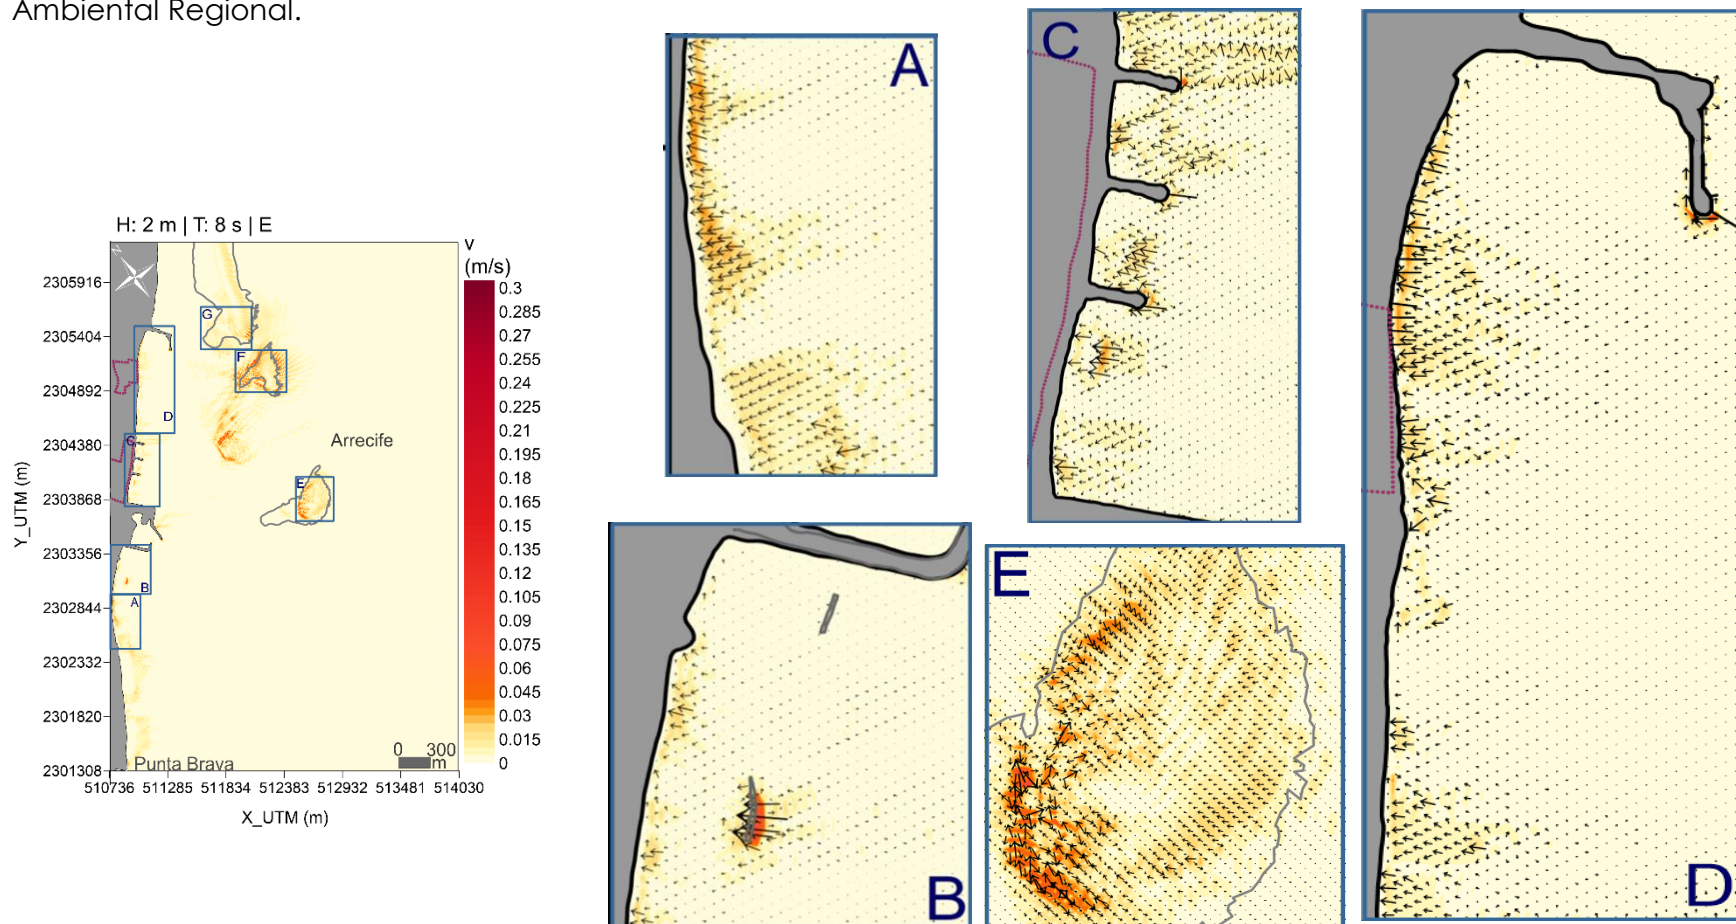 Ambiental Regional.
H: 2 m | T: 8 s | E
v
(m/s)
0.3
0.285
0.27
0.255
0.24
0.225
0.21
0.195
0.18
0.165
0.15
0.135
0.12
0.105
0.09
0.075
0.06
0.045
0.03
0.015
0
Y_UTM (m)
2305916
2305404
2304892
2304380
2303868
2303356
2302844
2302332
2301820
2301308
G
F
D
C
Arrecife
E
B
A
0 300
m
Punta Brava
510736 511285 511834 512383 512932 513481 514030
X_UTM (m)
A
C
B
E
D